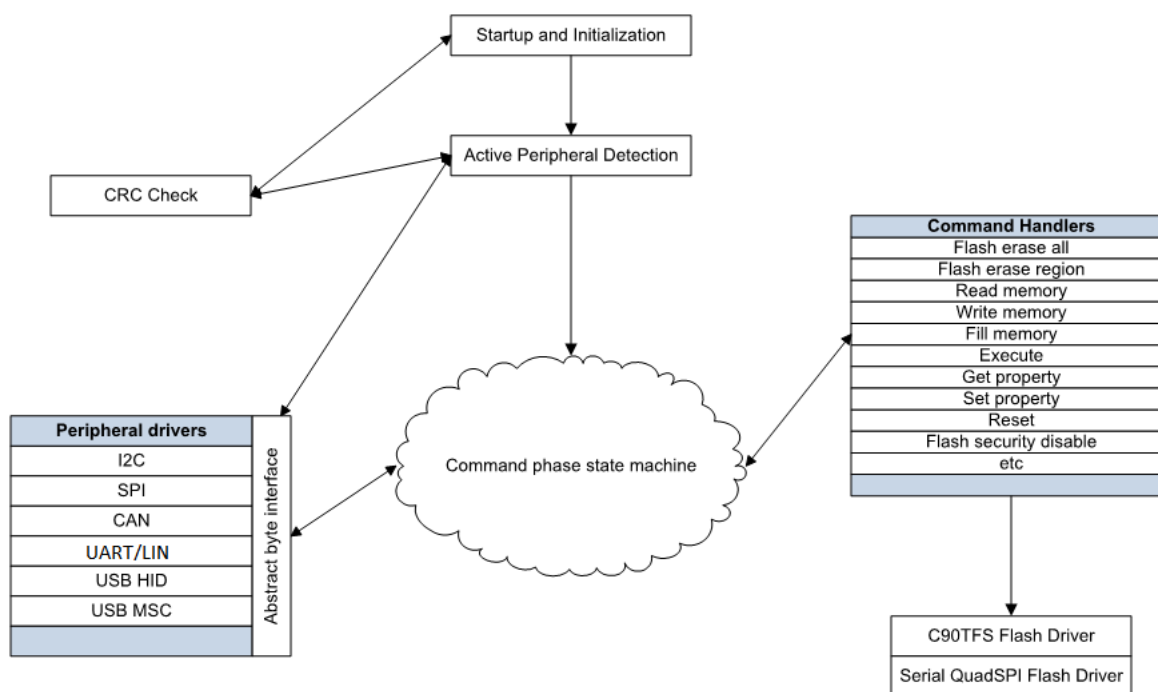 Startup and Initialization
Active Peripheral Detection
CRC Check
Command Handlers
Flash erase all
Flash erase region
Read memory
Write memory
Fill memory
Execute
Get property
Set property
Reset
Flash security disable
etc
Peripheral drivers
I2C
SPI
CAN
UART/LIN
USB HID
USB MSC
Abstract byte interface
Command phase state machine
C90TFS Flash Driver
Serial QuadSPI Flash Driver